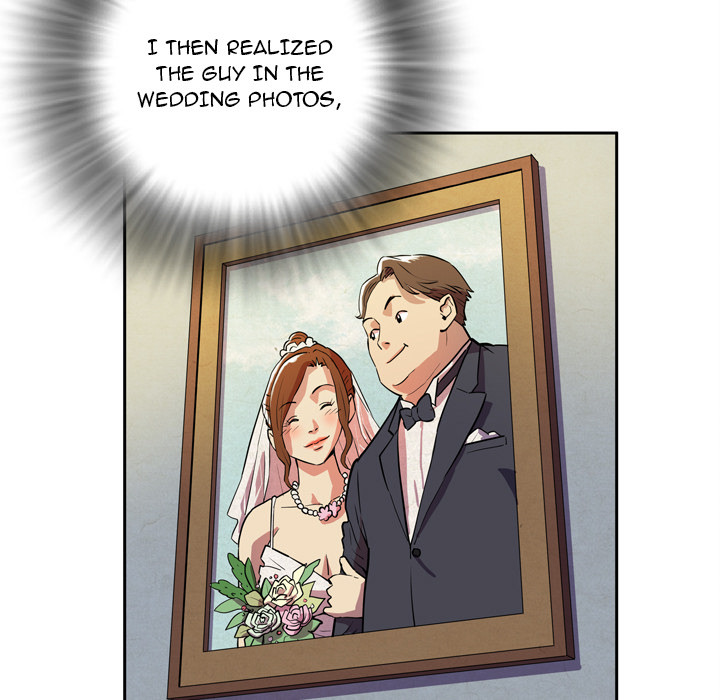 I THEN REALIZED
THE GUY IN THE
WEDDING PHOTOS,